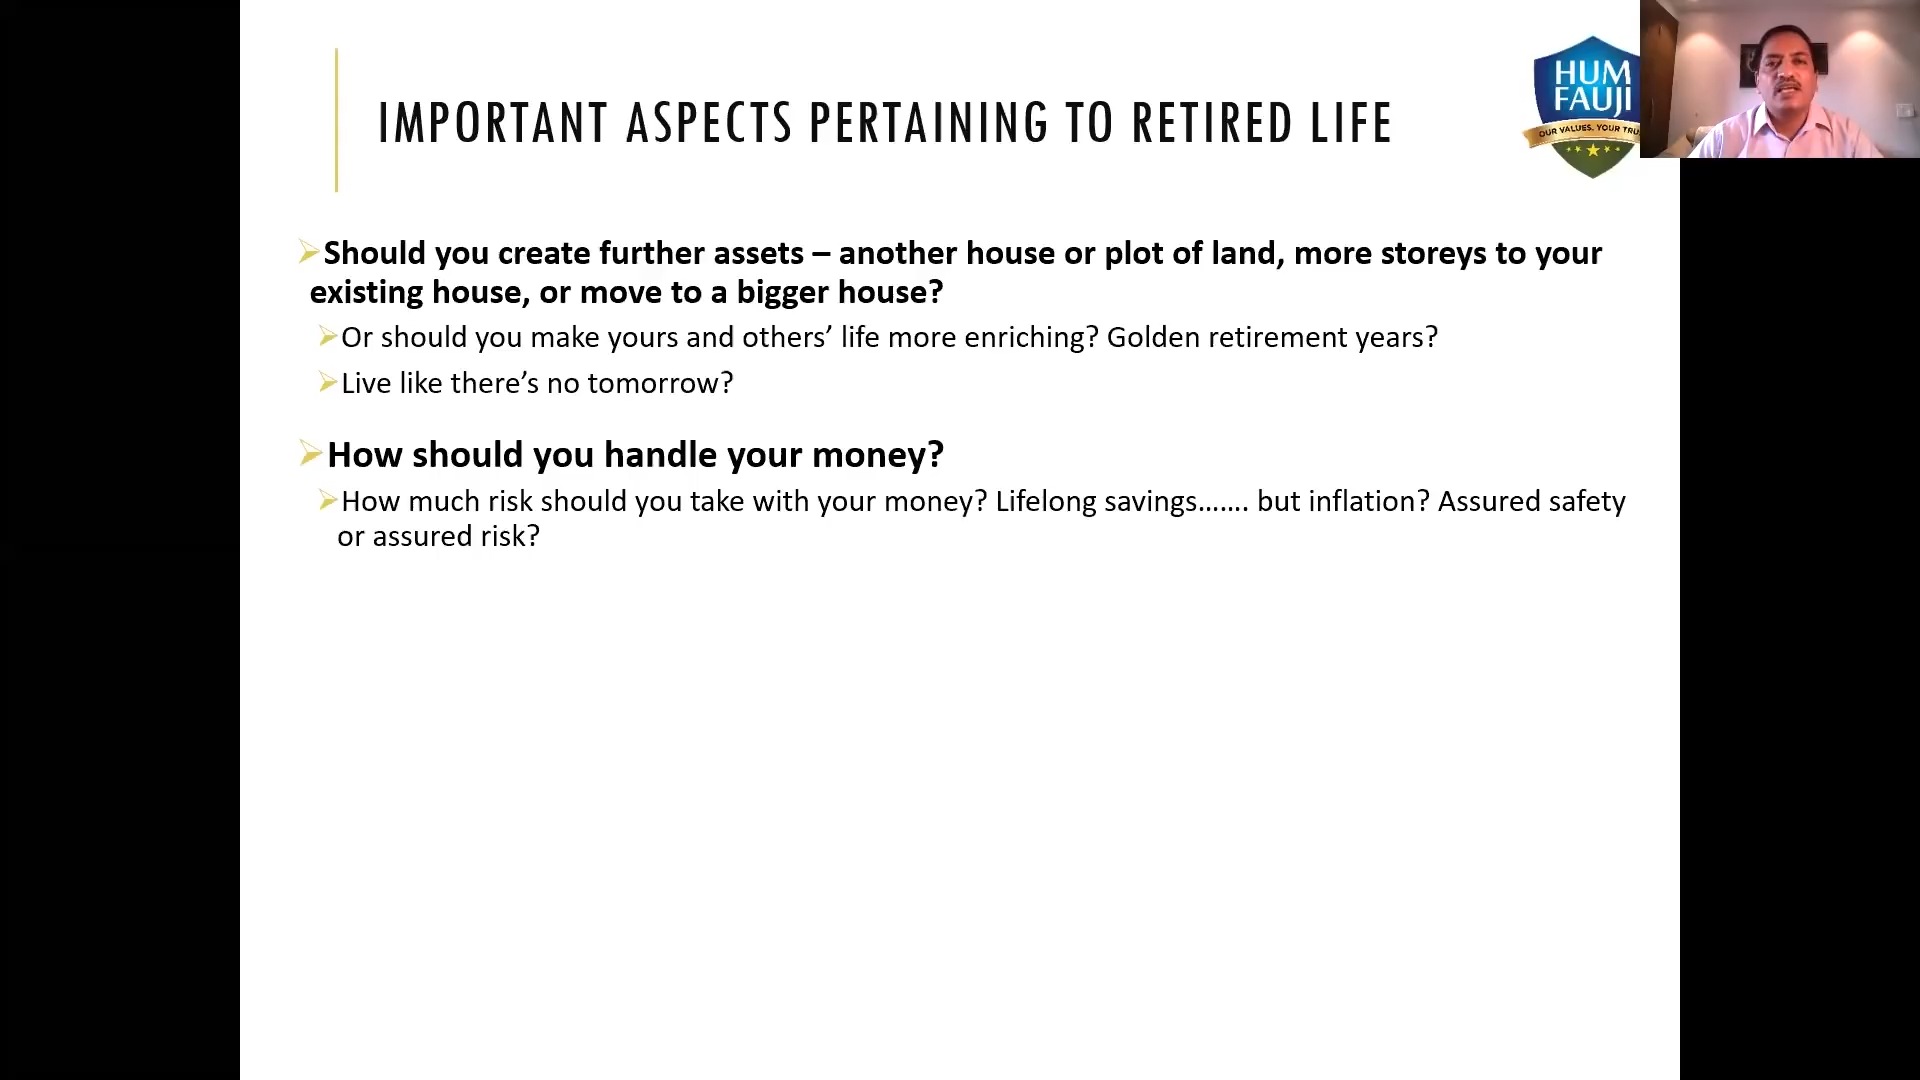 IMPORTANT ASPECTS PERTAINING TO RETIRED LIFE
HUM
FAUJI
OUR VALUES, YOUR TRU
Should you create further assets – another house or plot of land, more storeys to your
existing house, or move to a bigger house?
Or should you make yours and others’ life more enriching? Golden retirement years?
Live like there’s no tomorrow?
How should you handle your money?
How much risk should you take with your money? Lifelong savings……. but inflation? Assured safety
or assured risk?